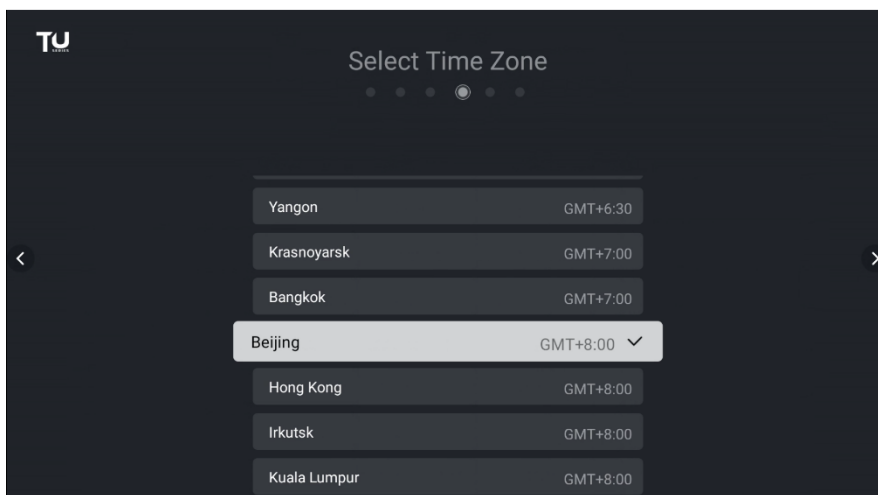 TU
Select Time Zone
Yangon GMT+6:30
Krasnoyarsk GMT+7:00
Bangkok GMT+7:00
Beijing GMT+8:00
Hong Kong GMT+8:00
Irkutsk GMT+8:00
Kuala Lumpur GMT+8:00